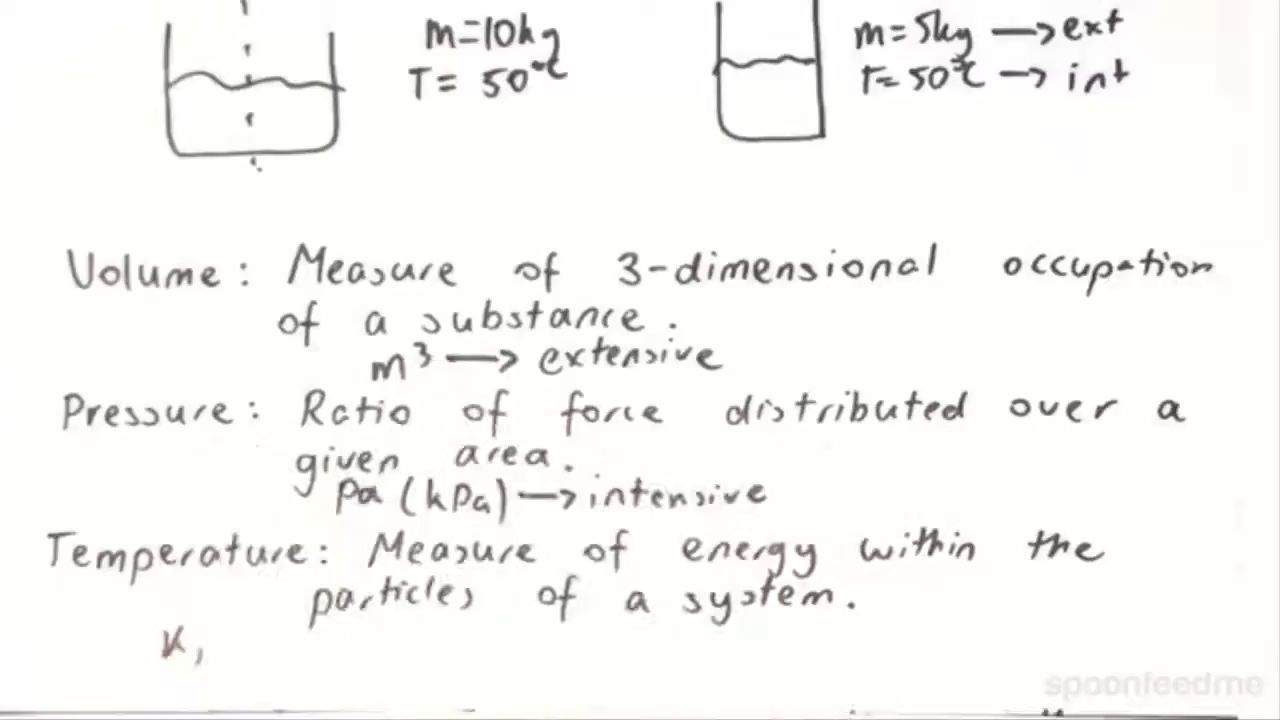 m=10kg
T= 50°C
m=5kg → ext
T=50°C → int
Volume: Measure of 3-dimensional occupation
of a substance.
m³ → extensive
Pressure: Ratio of force distributed over a
given area.
Pa (kPa) → intensive
Temperature: Measure of energy within the
particles of a system.
K,
spoonfeedme